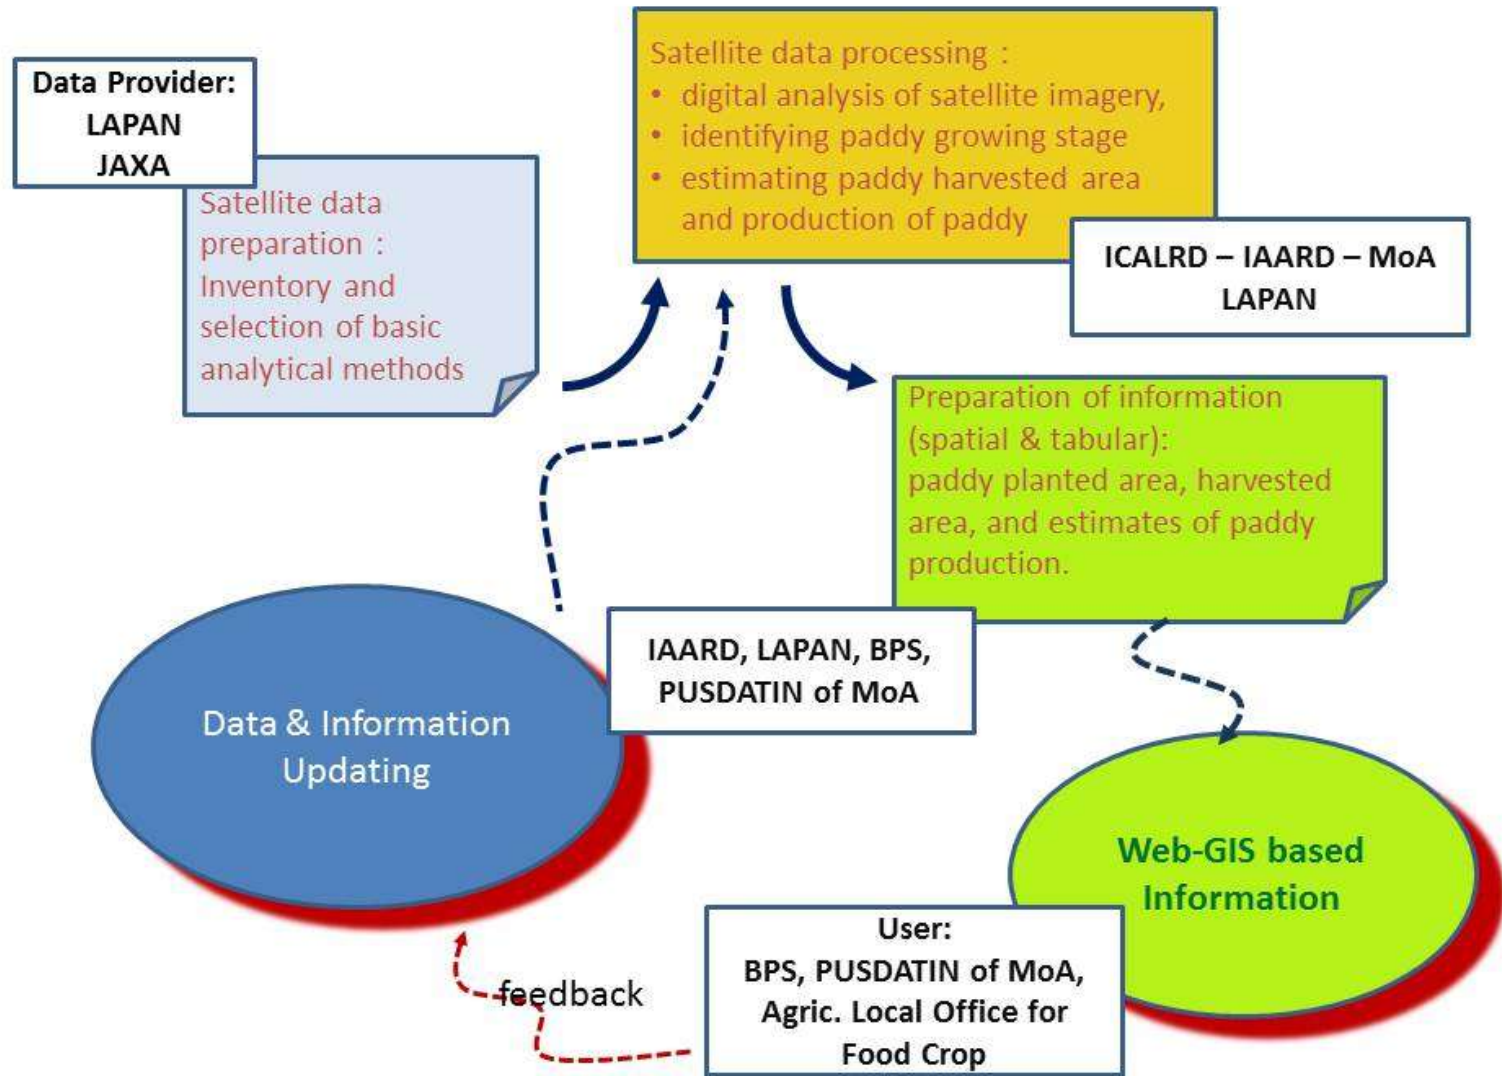 Data Provider:
LAPAN
JAXA
Satellite data
preparation :
Inventory and
selection of basic
analytical methods
Satellite data processing :
• digital analysis of satellite imagery,
• identifying paddy growing stage
• estimating paddy harvested area
and production of paddy
ICALRD – IAARD – MoA
LAPAN
Preparation of information
(spatial & tabular):
paddy planted area, harvested
area, and estimates of paddy
production.
IAARD, LAPAN, BPS,
PUSDATIN of MoA
Data & Information
Updating
Web-GIS based
Information
User:
BPS, PUSDATIN of MoA,
Agric. Local Office for
Food Crop
feedback